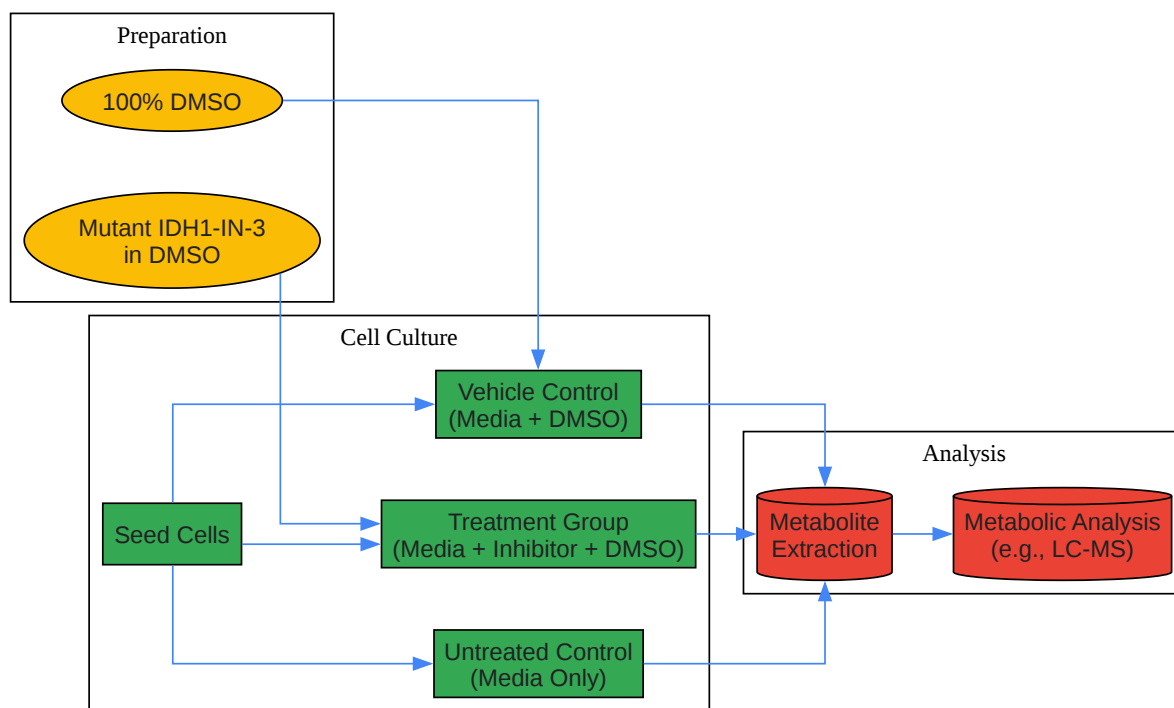 Preparation
100% DMSO
Mutant IDH1-IN-3
in DMSO
Cell Culture
Vehicle Control
(Media + DMSO)
Seed Cells
Treatment Group
(Media + Inhibitor + DMSO)
Untreated Control
(Media Only)
Analysis
Metabolite
Extraction
Metabolic Analysis
(e.g., LC-MS)